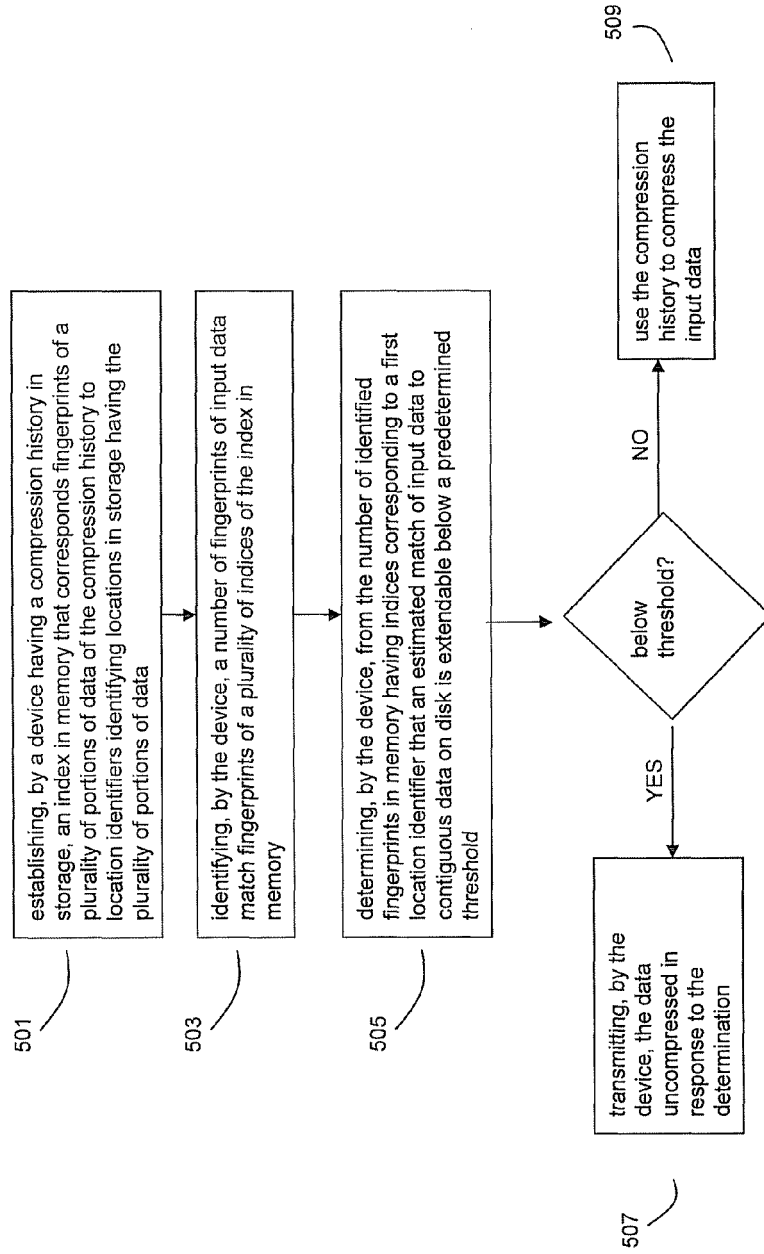 501
establishing, by a device having a compression history in
storage, an index in memory that corresponds fingerprints of a
plurality of portions of data of the compression history to
location identifiers identifying locations in storage having the
plurality of portions of data
503
identifying, by the device, a number of fingerprints of input data
match fingerprints of a plurality of indices of the index in
memory
505
determining, by the device, from the number of identified
fingerprints in memory having indices corresponding to a first
location identifier that an estimated match of input data to
contiguous data on disk is extendable below a predetermined
threshold
below
threshold?
YES
NO
507
transmitting, by the
device, the data
uncompressed in
response to the
determination
509
use the compression
history to compress the
input data